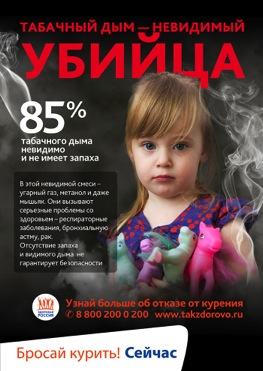 ТАБАЧНЫЙ ДЫМ — НЕВИДИМЫЙ
УБИЙЦА
85%
табачного дыма
невидимо
и не имеет запаха
В этой невидимой смеси –
угарный газ, метанол и даже
мышьяк. Они вызывают
серьезные проблемы со
здоровьем – респираторные
заболевания, бронхиальную
астму, рак.
Отсутствие запаха
и видимого дыма не
гарантирует безопасности
ЗДОРОВАЯ
РОССИЯ
Узнай больше об отказе от курения
8 800 200 0 200 www.takzdorovo.ru
Бросай курить! Сейчас